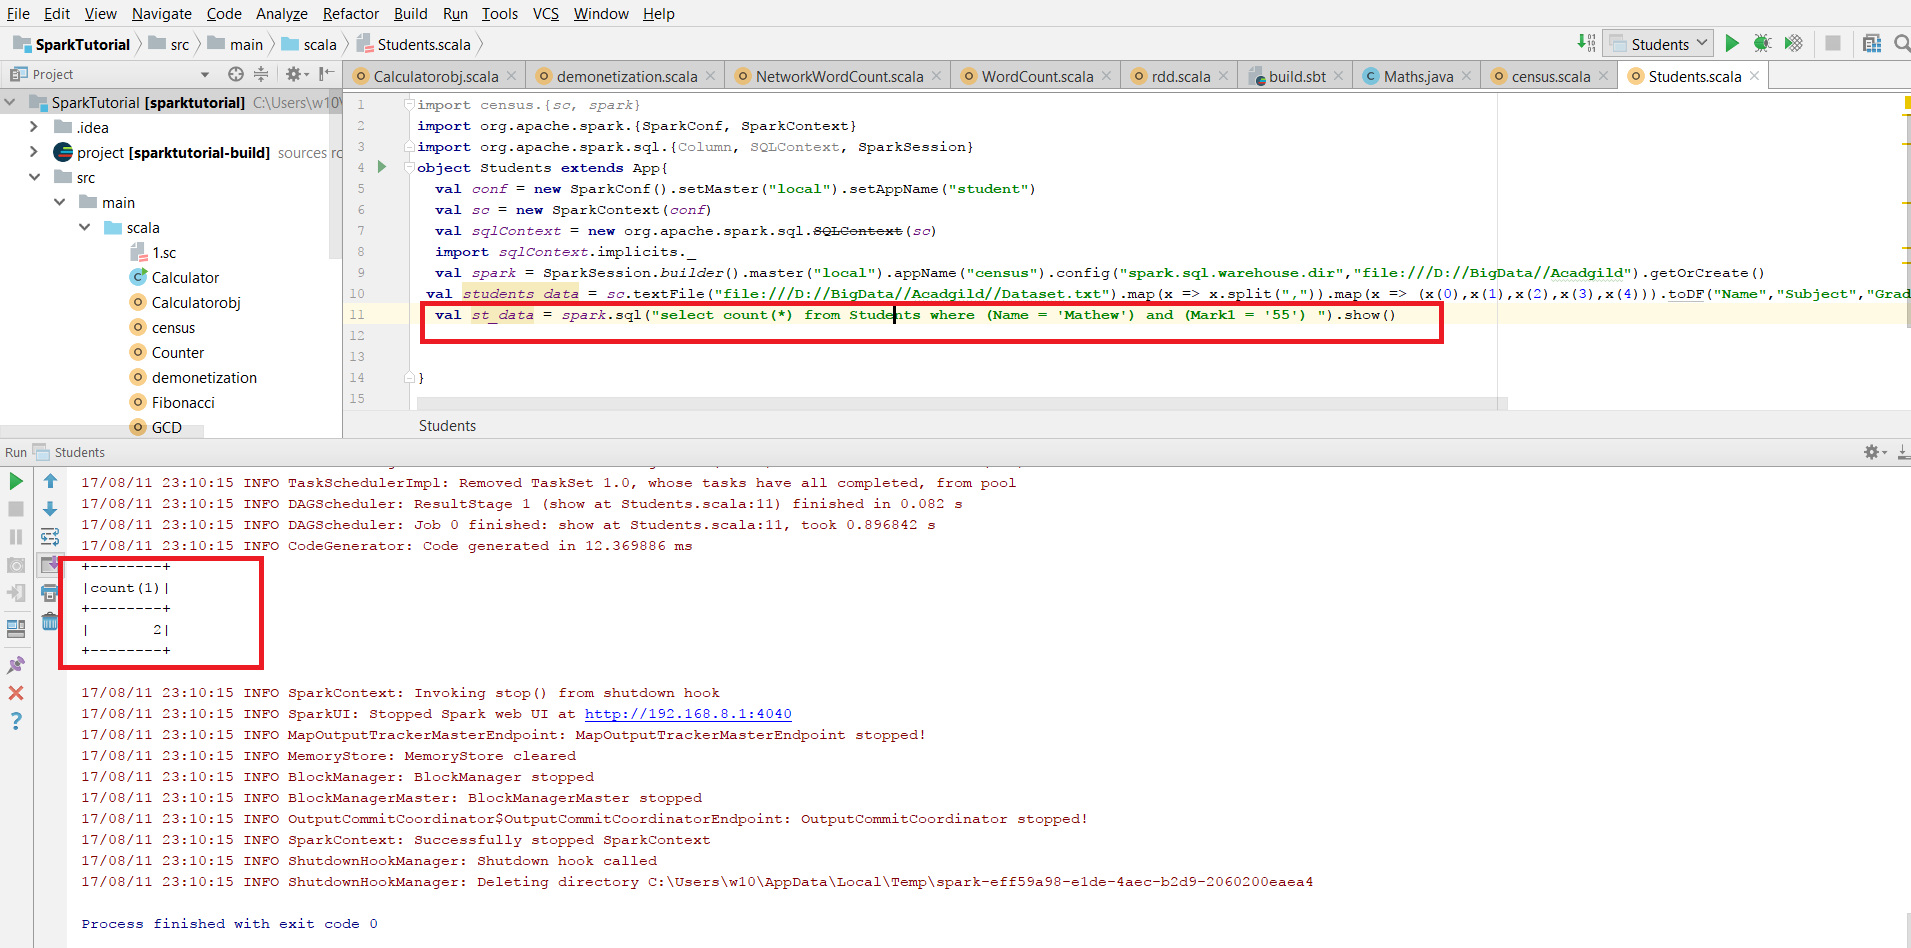 File Edit View Navigate Code Analyze Refactor Build Run Tools VCS Window Help
SparkTutorial src main scala Students.scala
Students
Project
Calculatorobj.scala demonetization.scala NetworkWordCount.scala WordCount.scala rdd.scala build.sbt Maths.java census.scala Students.scala
SparkTutorial [sparktutorial] C:\Users\w10\
.idea
project [sparktutorial-build] sources ro
src
main
scala
1.sc
Calculator
Calculatorobj
census
Counter
demonetization
Fibonacci
GCD
1 import census.{sc, spark}
2 import org.apache.spark.{SparkConf, SparkContext}
3 import org.apache.spark.sql.{Column, SQLContext, SparkSession}
4 object Students extends App{
5 val conf = new SparkConf().setMaster("local").setAppName("student")
6 val sc = new SparkContext(conf)
7 val sqlContext = new org.apache.spark.sql.SQLContext(sc)
8 import sqlContext.implicits._
9 val spark = SparkSession.builder().master("local").appName("census").config("spark.sql.warehouse.dir","file:///D://BigData//Acadgild").getOrCreate()
10 val students_data = sc.textFile("file:///D://BigData//Acadgild//Dataset.txt").map(x => x.split(",")).map(x => (x(0),x(1),x(2),x(3),x(4))).toDF("Name","Subject","Grad
11 val st_data = spark.sql("select count(*) from Students where (Name = 'Mathew') and (Mark1 = '55') ").show()
12
13
14 }
15
Students
Run Students
17/08/11 23:10:15 INFO TaskSchedulerImpl: Removed TaskSet 1.0, whose tasks have all completed, from pool
17/08/11 23:10:15 INFO DAGScheduler: ResultStage 1 (show at Students.scala:11) finished in 0.082 s
17/08/11 23:10:15 INFO DAGScheduler: Job 0 finished: show at Students.scala:11, took 0.896842 s
17/08/11 23:10:15 INFO CodeGenerator: Code generated in 12.369886 ms
+--------+
|count(1)|
+--------+
|       2|
+--------+
17/08/11 23:10:15 INFO SparkContext: Invoking stop() from shutdown hook
17/08/11 23:10:15 INFO SparkUI: Stopped Spark web UI at http://192.168.8.1:4040
17/08/11 23:10:15 INFO MapOutputTrackerMasterEndpoint: MapOutputTrackerMasterEndpoint stopped!
17/08/11 23:10:15 INFO MemoryStore: MemoryStore cleared
17/08/11 23:10:15 INFO BlockManager: BlockManager stopped
17/08/11 23:10:15 INFO BlockManagerMaster: BlockManagerMaster stopped
17/08/11 23:10:15 INFO OutputCommitCoordinator$OutputCommitCoordinatorEndpoint: OutputCommitCoordinator stopped!
17/08/11 23:10:15 INFO SparkContext: Successfully stopped SparkContext
17/08/11 23:10:15 INFO ShutdownHookManager: Shutdown hook called
17/08/11 23:10:15 INFO ShutdownHookManager: Deleting directory C:\Users\w10\AppData\Local\Temp\spark-eff59a98-e1de-4aec-b2d9-2060200eaea4
Process finished with exit code 0